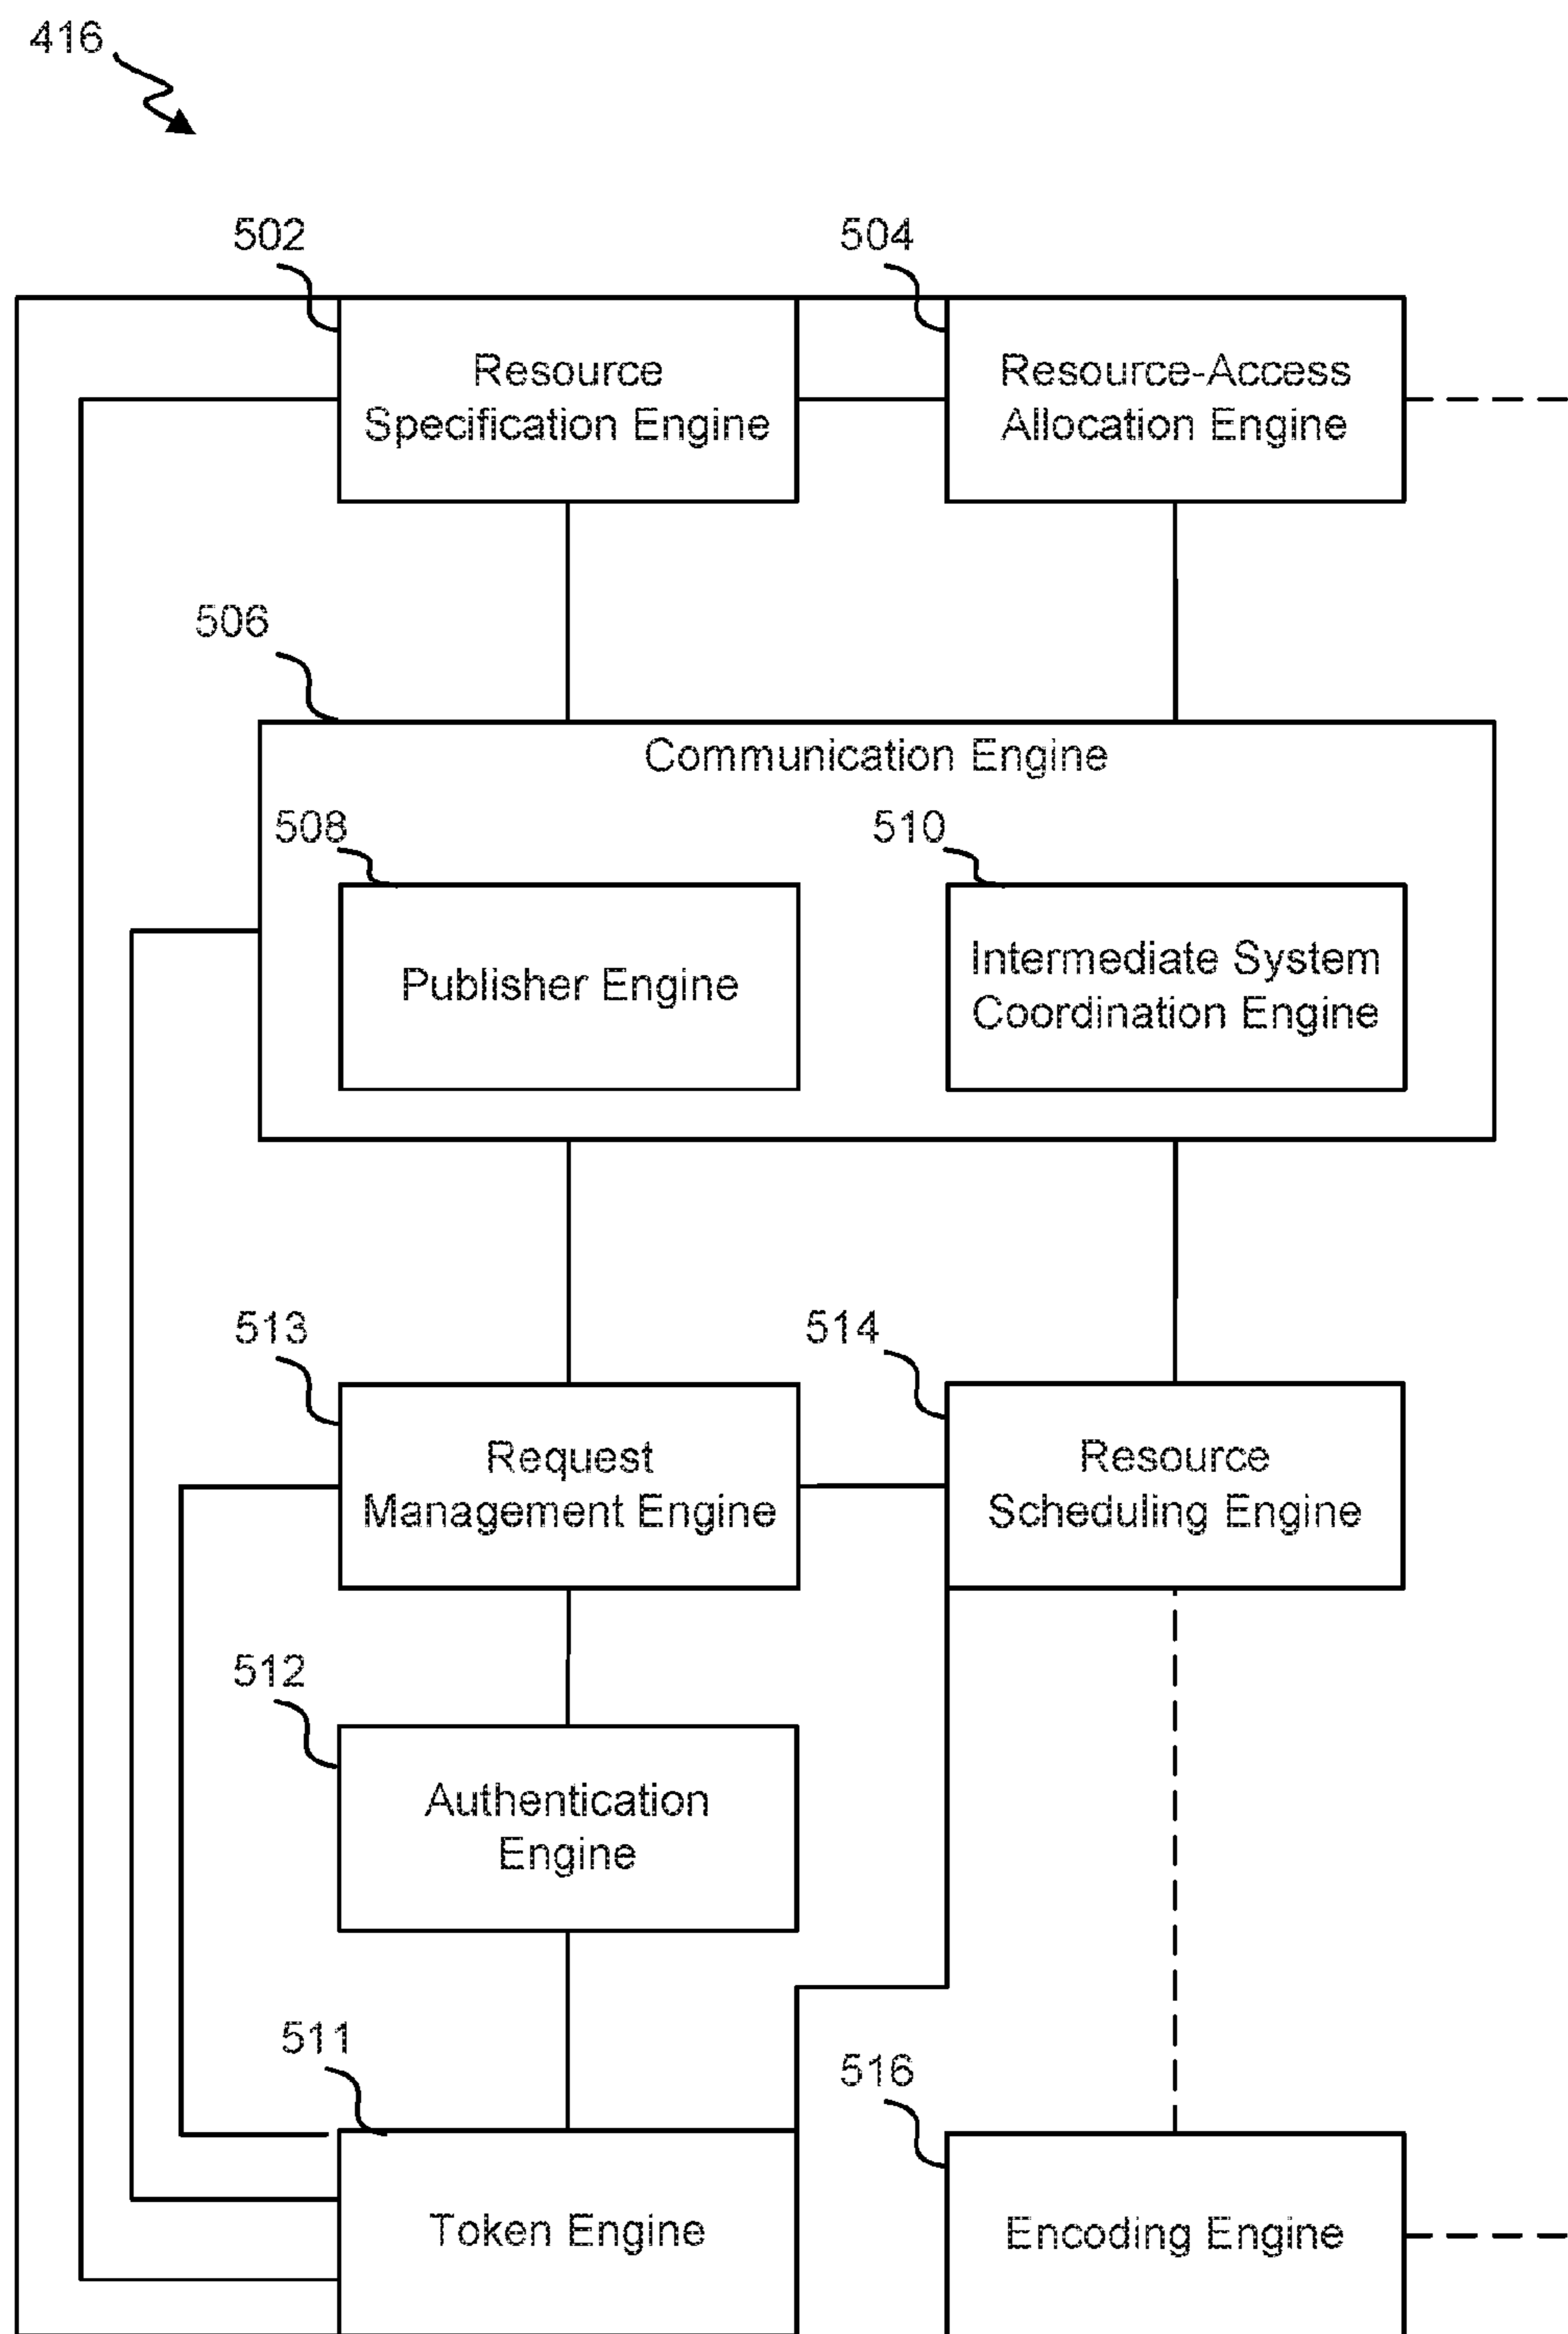 416
502
504
Resource
Specification Engine
Resource-Access
Allocation Engine
506
Communication Engine
508
510
Publisher Engine
Intermediate System
Coordination Engine
513
514
Request
Management Engine
Resource
Scheduling Engine
512
Authentication
Engine
511
516
Token Engine
Encoding Engine